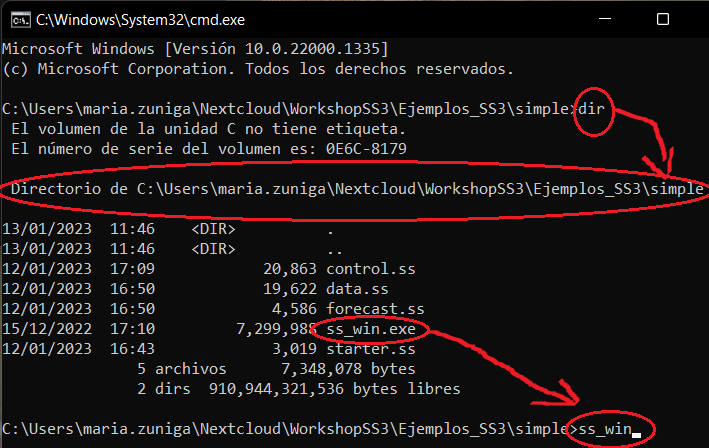 C:\Windows\System32\cmd.exe
Microsoft Windows [Versión 10.0.22000.1335]
(c) Microsoft Corporation. Todos los derechos reservados.
C:\Users\maria.zuniga\Nextcloud\WorkshopSS3\Ejemplos_SS3\simple>dir
El volumen de la unidad C no tiene etiqueta.
El número de serie del volumen es: 0E6C-8179
Directorio de C:\Users\maria.zuniga\Nextcloud\WorkshopSS3\Ejemplos_SS3\simple
13/01/2023  11:46    <DIR>          .
13/01/2023  11:46    <DIR>          ..
12/01/2023  17:09            20,863 control.ss
12/01/2023  16:50            19,622 data.ss
12/01/2023  16:50             4,586 forecast.ss
15/12/2022  17:10         7,299,988 ss_win.exe
12/01/2023  16:43             3,019 starter.ss
5 archivos      7,348,078 bytes
2 dirs  910,944,321,536 bytes libres
C:\Users\maria.zuniga\Nextcloud\WorkshopSS3\Ejemplos_SS3\simple>ss_win